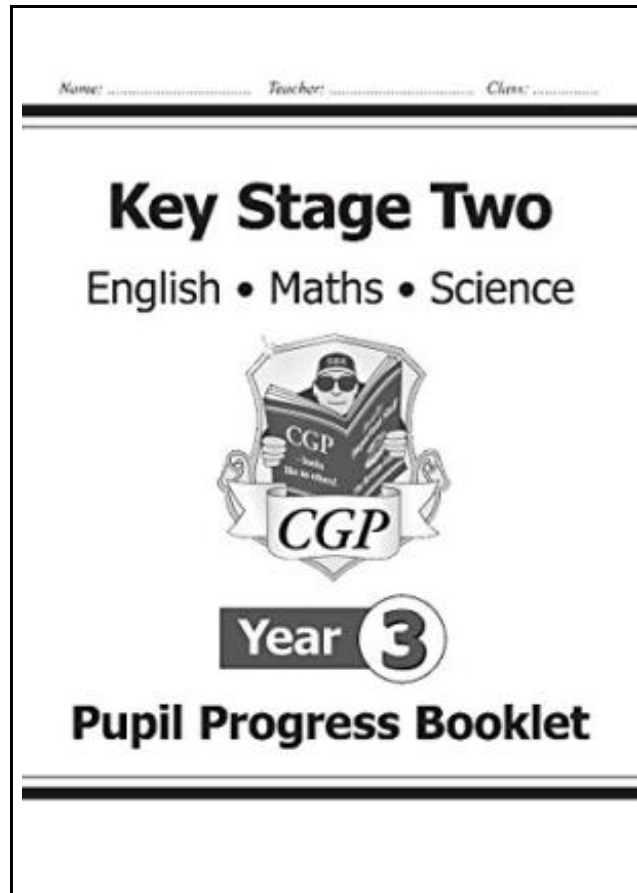 Name: ................................ Teacher: ................................ Class: ...............
Key Stage Two
English • Maths • Science
CGP
CGP
Year 3
Pupil Progress Booklet